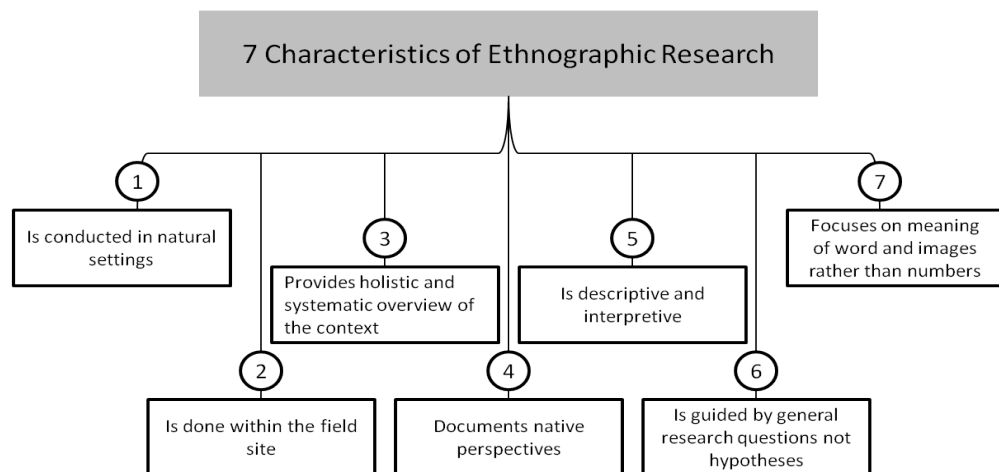 7 Characteristics of Ethnographic Research
1
Is conducted in natural
settings
2
Is done within the field
site
3
Provides holistic and
systematic overview of
the context
4
Documents native
perspectives
5
Is descriptive and
interpretive
6
Is guided by general
research questions not
hypotheses
7
Focuses on meaning
of word and images
rather than numbers